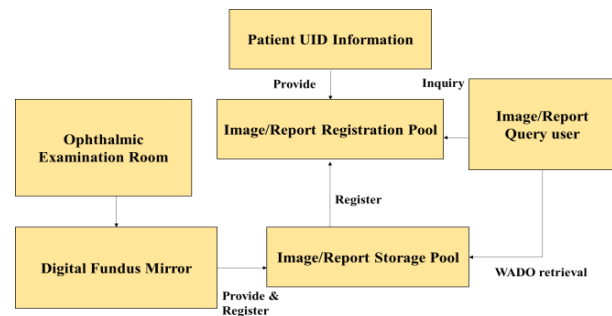 Patient UID Information
Provide
Inquiry
Ophthalmic
Examination Room
Image/Report Registration Pool
Image/Report
Query user
Register
Digital Fundus Mirror
Image/Report Storage Pool
WADO retrieval
Provide &
Register